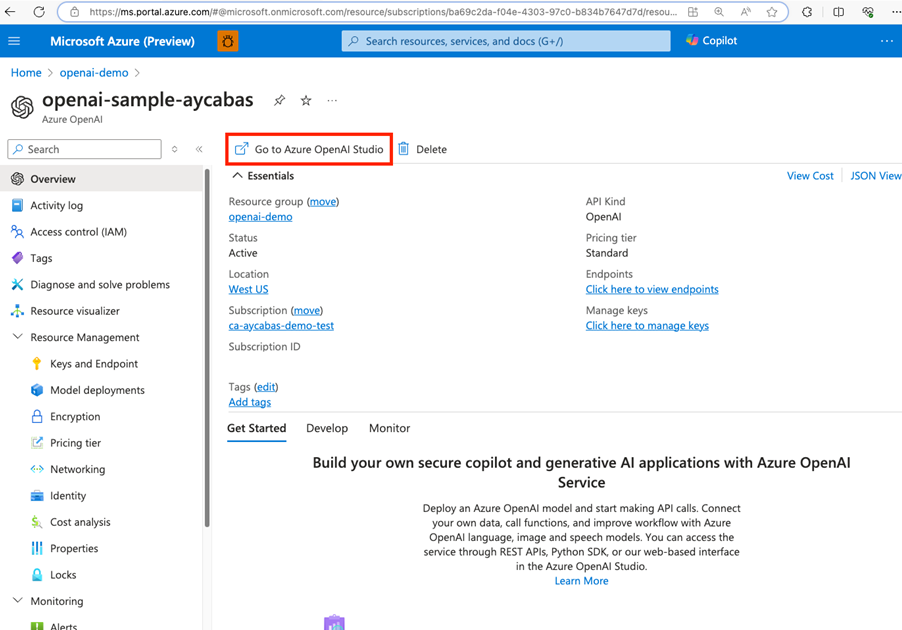 https://ms.portal.azure.com/#@microsoft.onmicrosoft.com/resource/subscriptions/ba69c2da-f04e-4303-97c0-b834b7647d7d/resou...
Microsoft Azure (Preview)
Search resources, services, and docs (G+/)
Copilot
...
Home > openai-demo >
openai-sample-aycabas
...
Azure OpenAI
Search
Go to Azure OpenAI Studio
Delete
Overview
Activity log
Access control (IAM)
Tags
Diagnose and solve problems
Resource visualizer
Resource Management
Keys and Endpoint
Model deployments
Encryption
Pricing tier
Networking
Identity
Cost analysis
Properties
Locks
Monitoring
Alerts
Essentials
View Cost
JSON View
Resource group (move)
openai-demo
Status
Active
Location
West US
Subscription (move)
ca-aycabas-demo-test
Subscription ID
API Kind
OpenAI
Pricing tier
Standard
Endpoints
Click here to view endpoints
Manage keys
Click here to manage keys
Tags (edit)
Add tags
Get Started
Develop
Monitor
Build your own secure copilot and generative AI applications with Azure OpenAI
Service
Deploy an Azure OpenAI model and start making API calls. Connect
your own data, call functions, and improve workflow with Azure
OpenAI language, image and speech models. You can access the
service through REST APIs, Python SDK, or our web-based interface
in the Azure OpenAI Studio.
Learn More